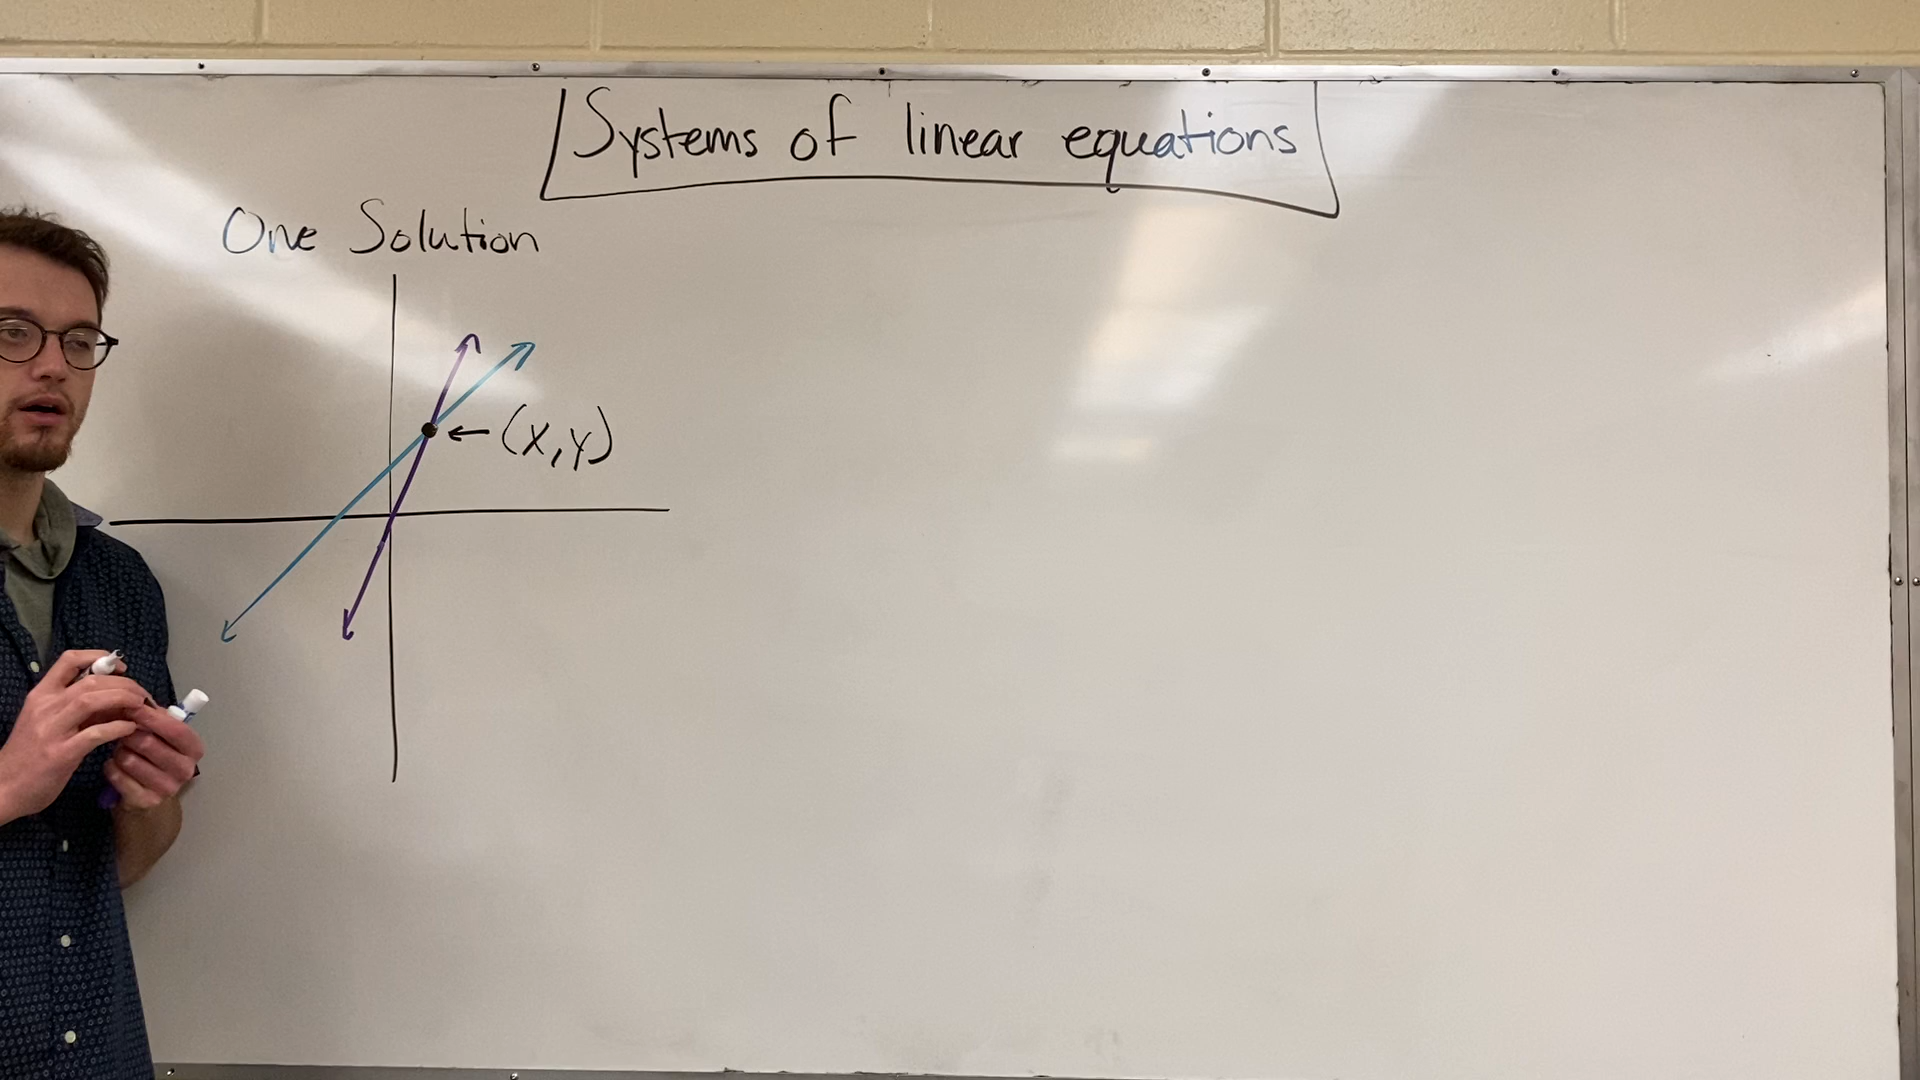 Systems of linear equations
One Solution
(x,y)